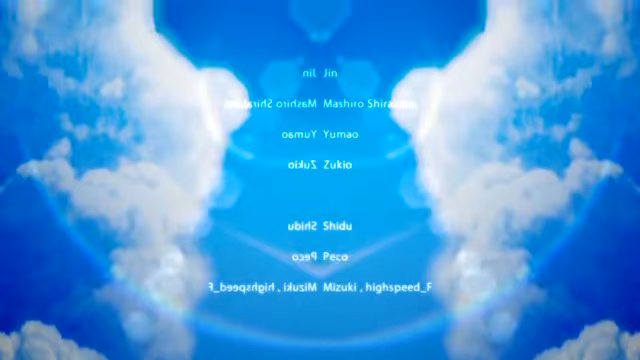 Jin
Mashiro
Yumao
Zukio
Shidu
Peco
Mizuki, highspeed_F